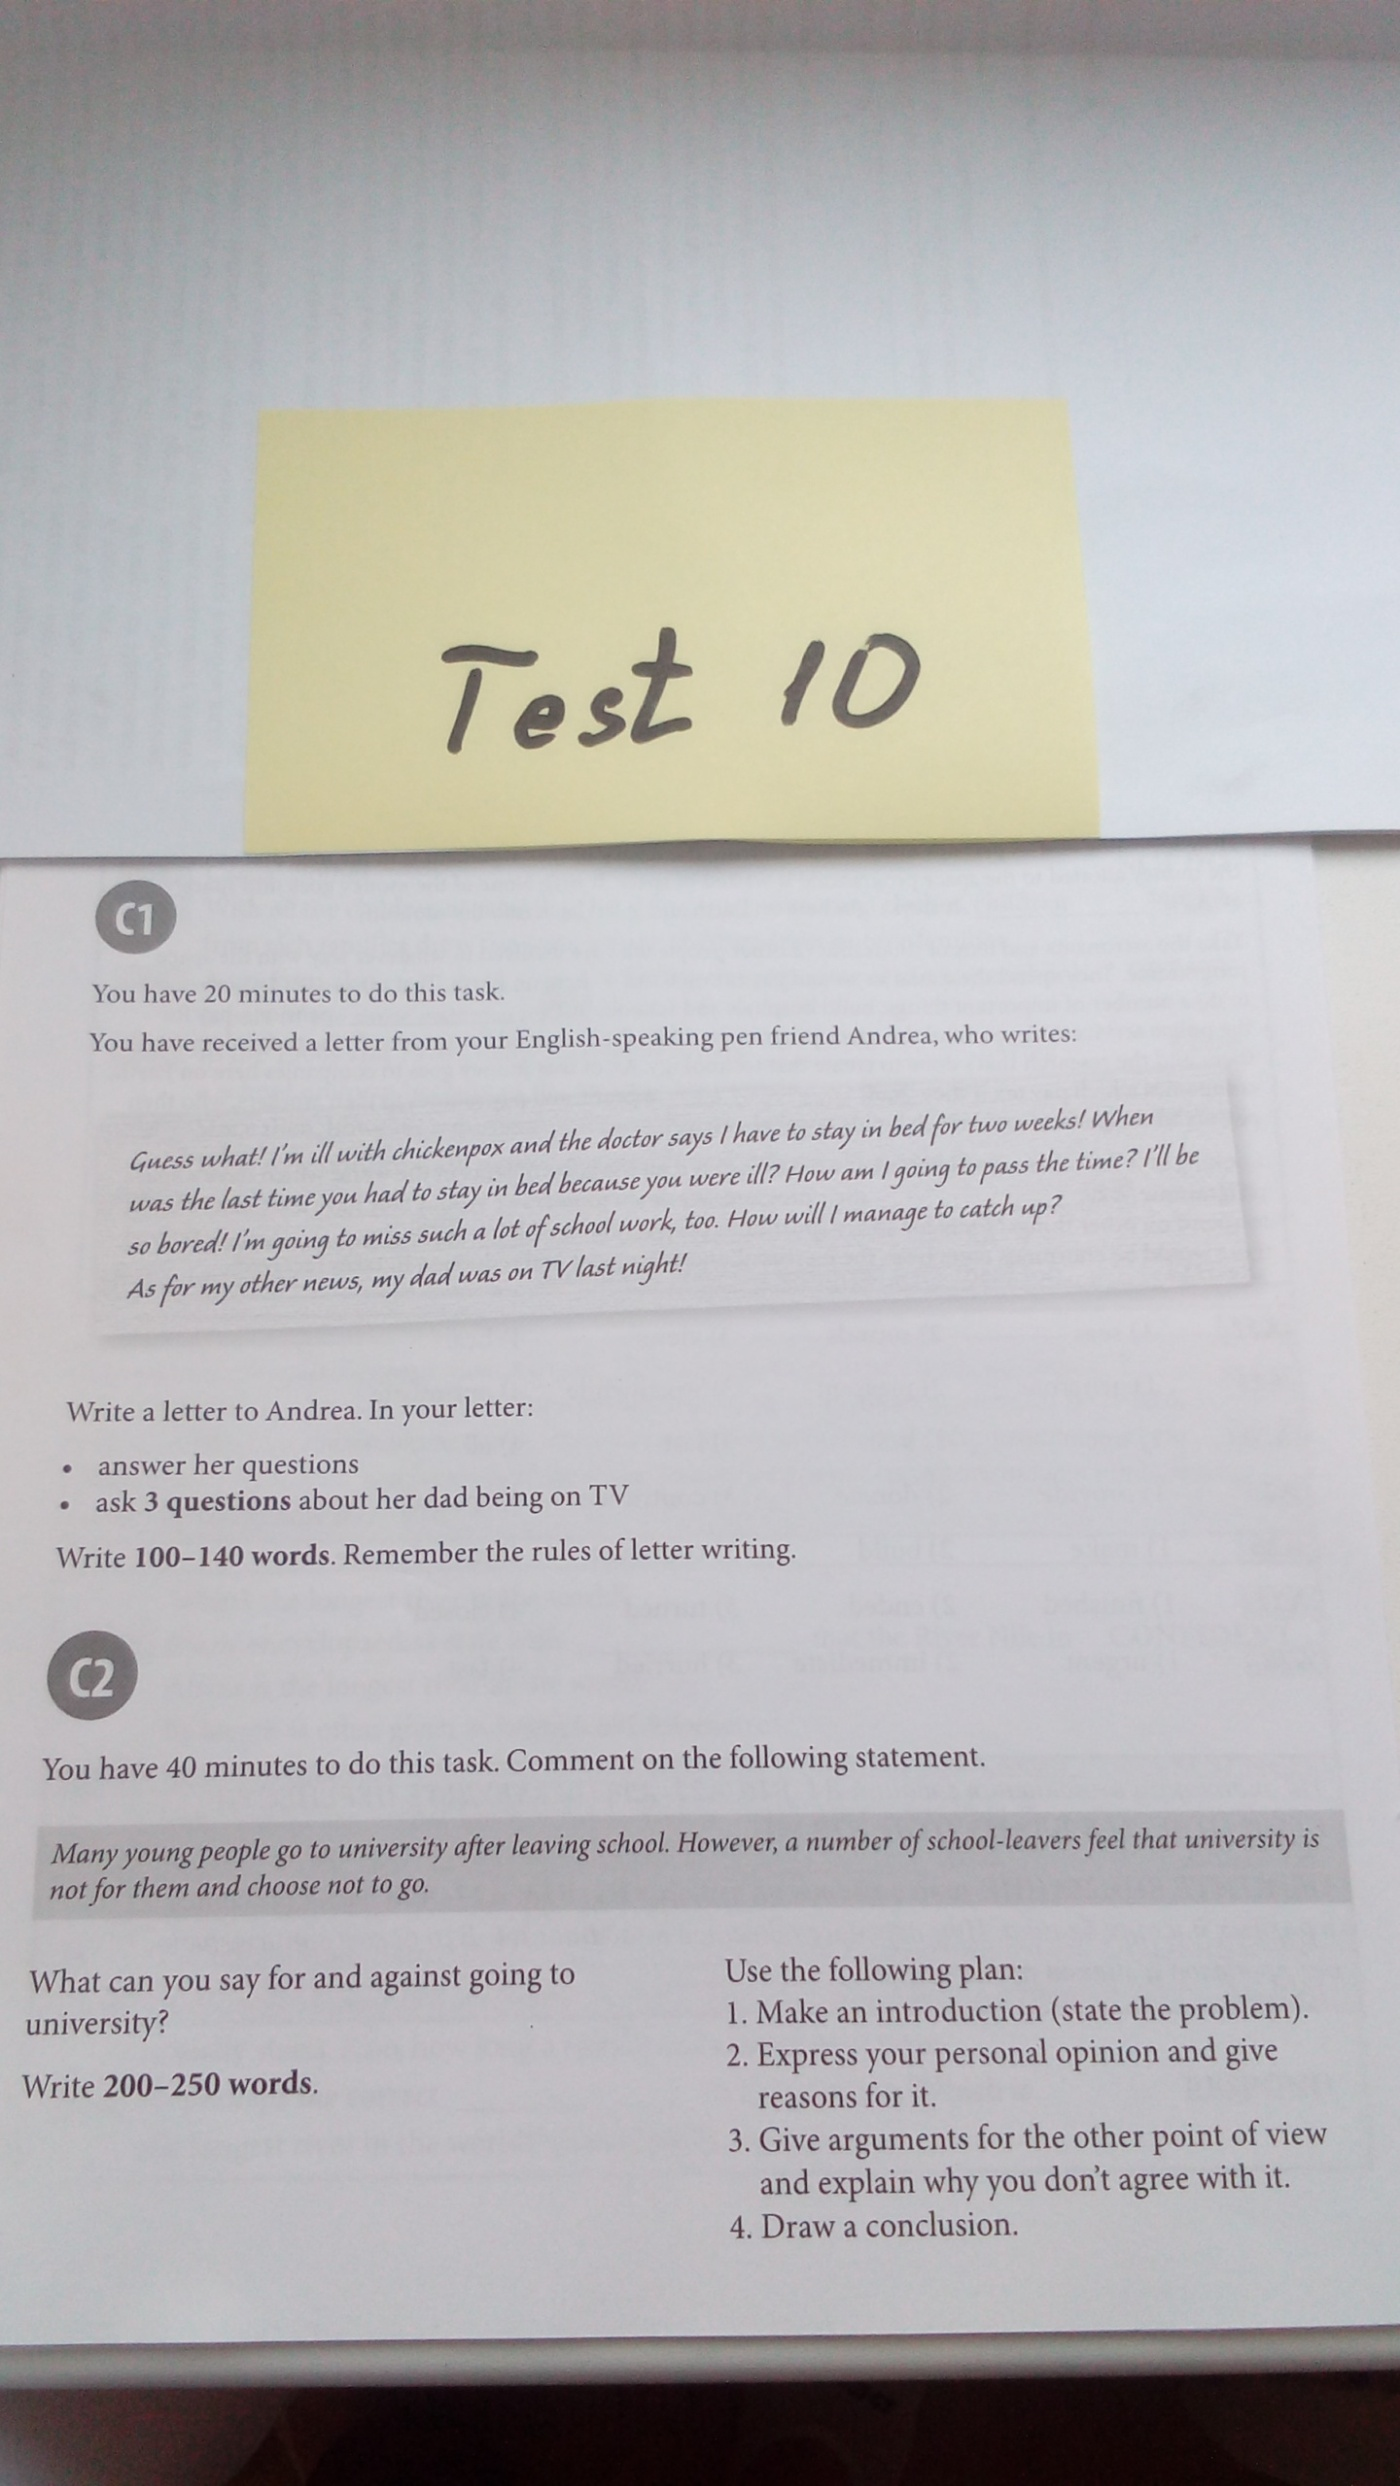 Test 10
C1
You have 20 minutes to do this task.
You have received a letter from your English-speaking pen friend Andrea, who writes:
Guess what! I'm ill with chickenpox and the doctor says I have to stay in bed for two weeks! When
was the last time you had to stay in bed because you were ill? How am I going to pass the time? I'll be
so bored! I'm going to miss such a lot of school work, too. How will I manage to catch up?
As for my other news, my dad was on TV last night!
Write a letter to Andrea. In your letter:
• answer her questions
• ask 3 questions about her dad being on TV
Write 100–140 words. Remember the rules of letter writing.
C2
You have 40 minutes to do this task. Comment on the following statement.
Many young people go to university after leaving school. However, a number of school-leavers feel that university is
not for them and choose not to go.
What can you say for and against going to
university?
Write 200–250 words.
Use the following plan:
1. Make an introduction (state the problem).
2. Express your personal opinion and give
reasons for it.
3. Give arguments for the other point of view
and explain why you don't agree with it.
4. Draw a conclusion.